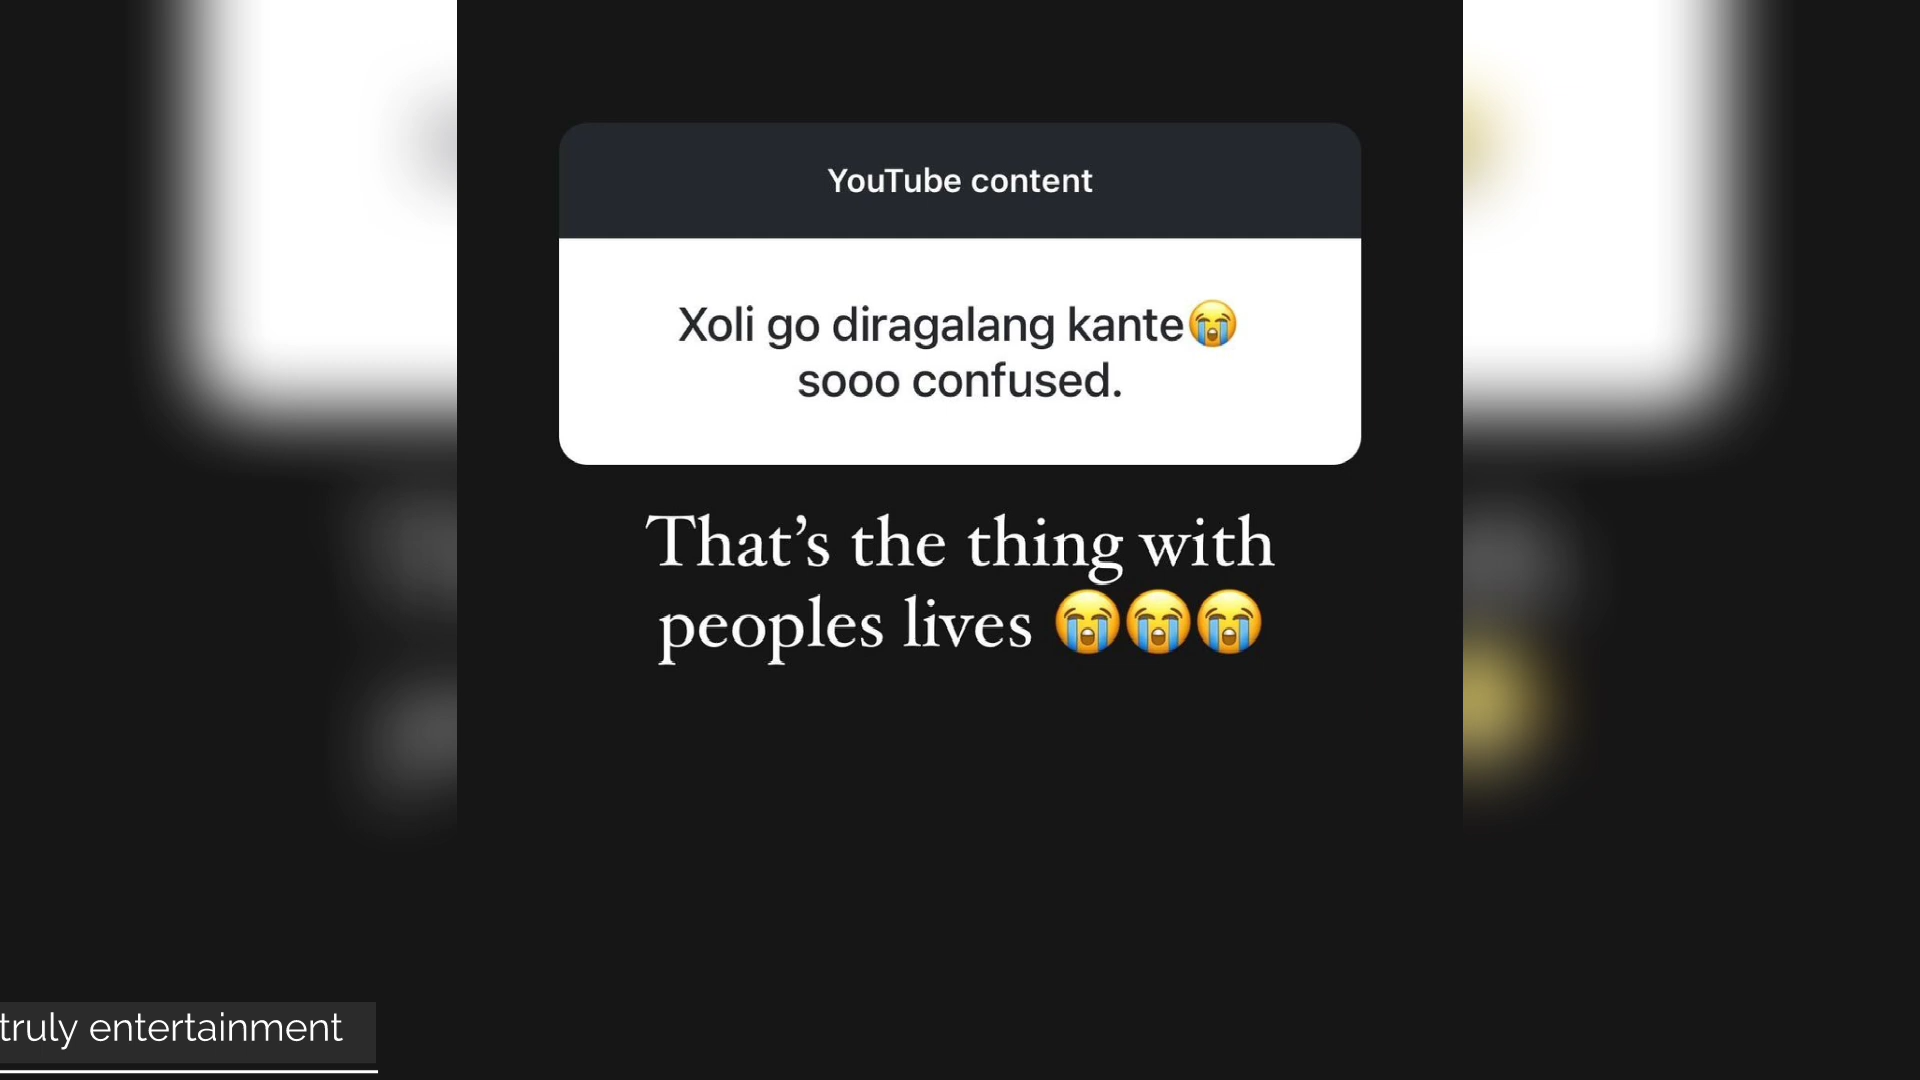 YouTube content
Xoli go diragalang kante😭
sooo confused.
That’s the thing with
peoples lives 😭😭😭
truly entertainment